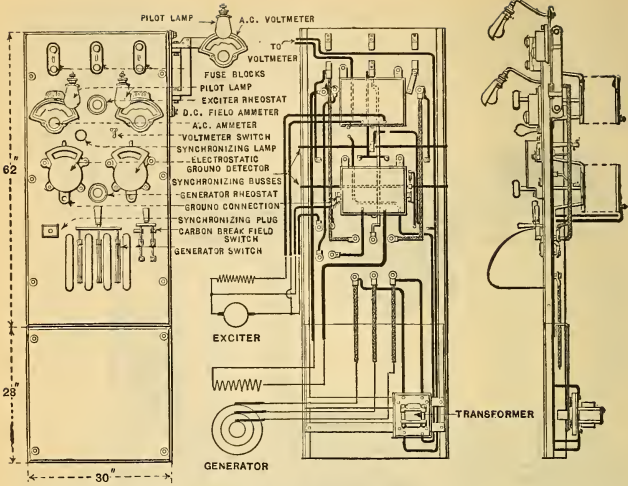 PILOT LAMP
A.C. VOLTMETER
TO
VOLTMETER
FUSE BLOCKS
PILOT LAMP
EXCITER RHEOSTAT
D.C. FIELD AMMETER
A.C. AMMETER
VOLTMETER SWITCH
SYNCHRONIZING LAMP
ELECTROSTATIC
GROUND DETECTOR
SYNCHRONIZING BUSSES
GENERATOR RHEOSTAT
GROUND CONNECTION
SYNCHRONIZING PLUG
CARBON BREAK FIELD
SWITCH
GENERATOR SWITCH
62"
28"
30"
EXCITER
TRANSFORMER
GENERATOR